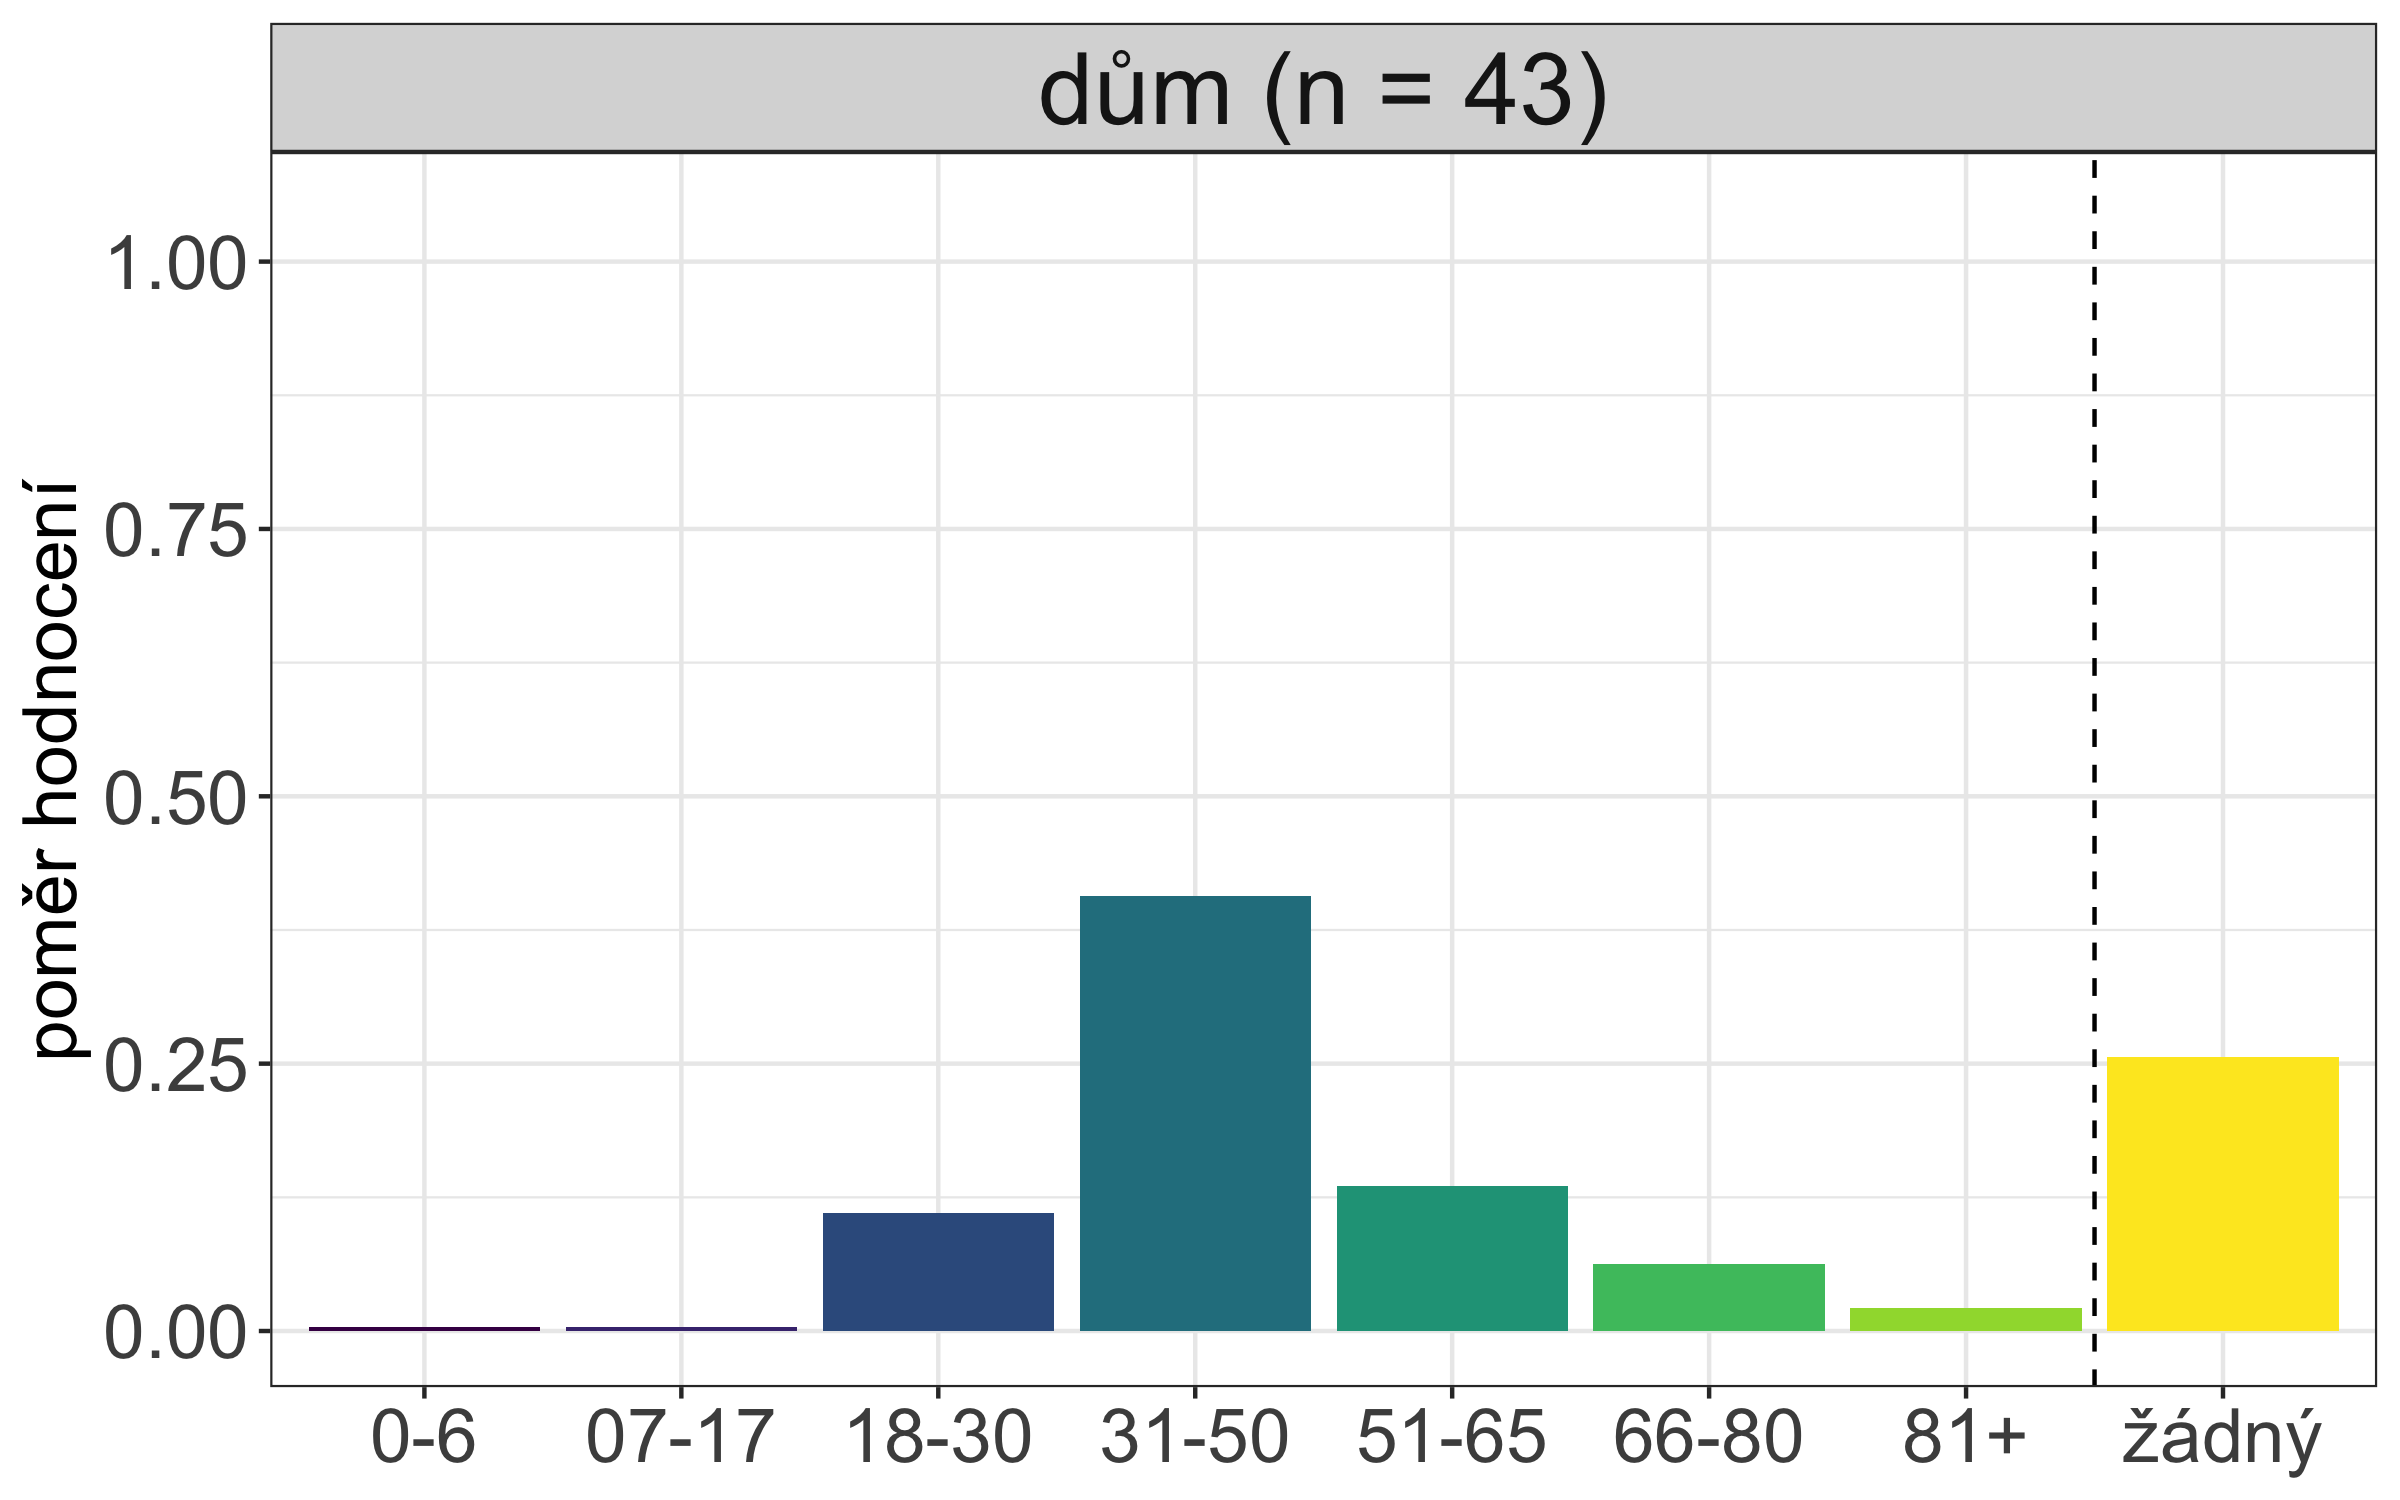 dům (n = 43)
poměr hodnocení
1.00
0.75
0.50
0.25
0.00
0-6 07-17 18-30 31-50 51-65 66-80 81+ žádný